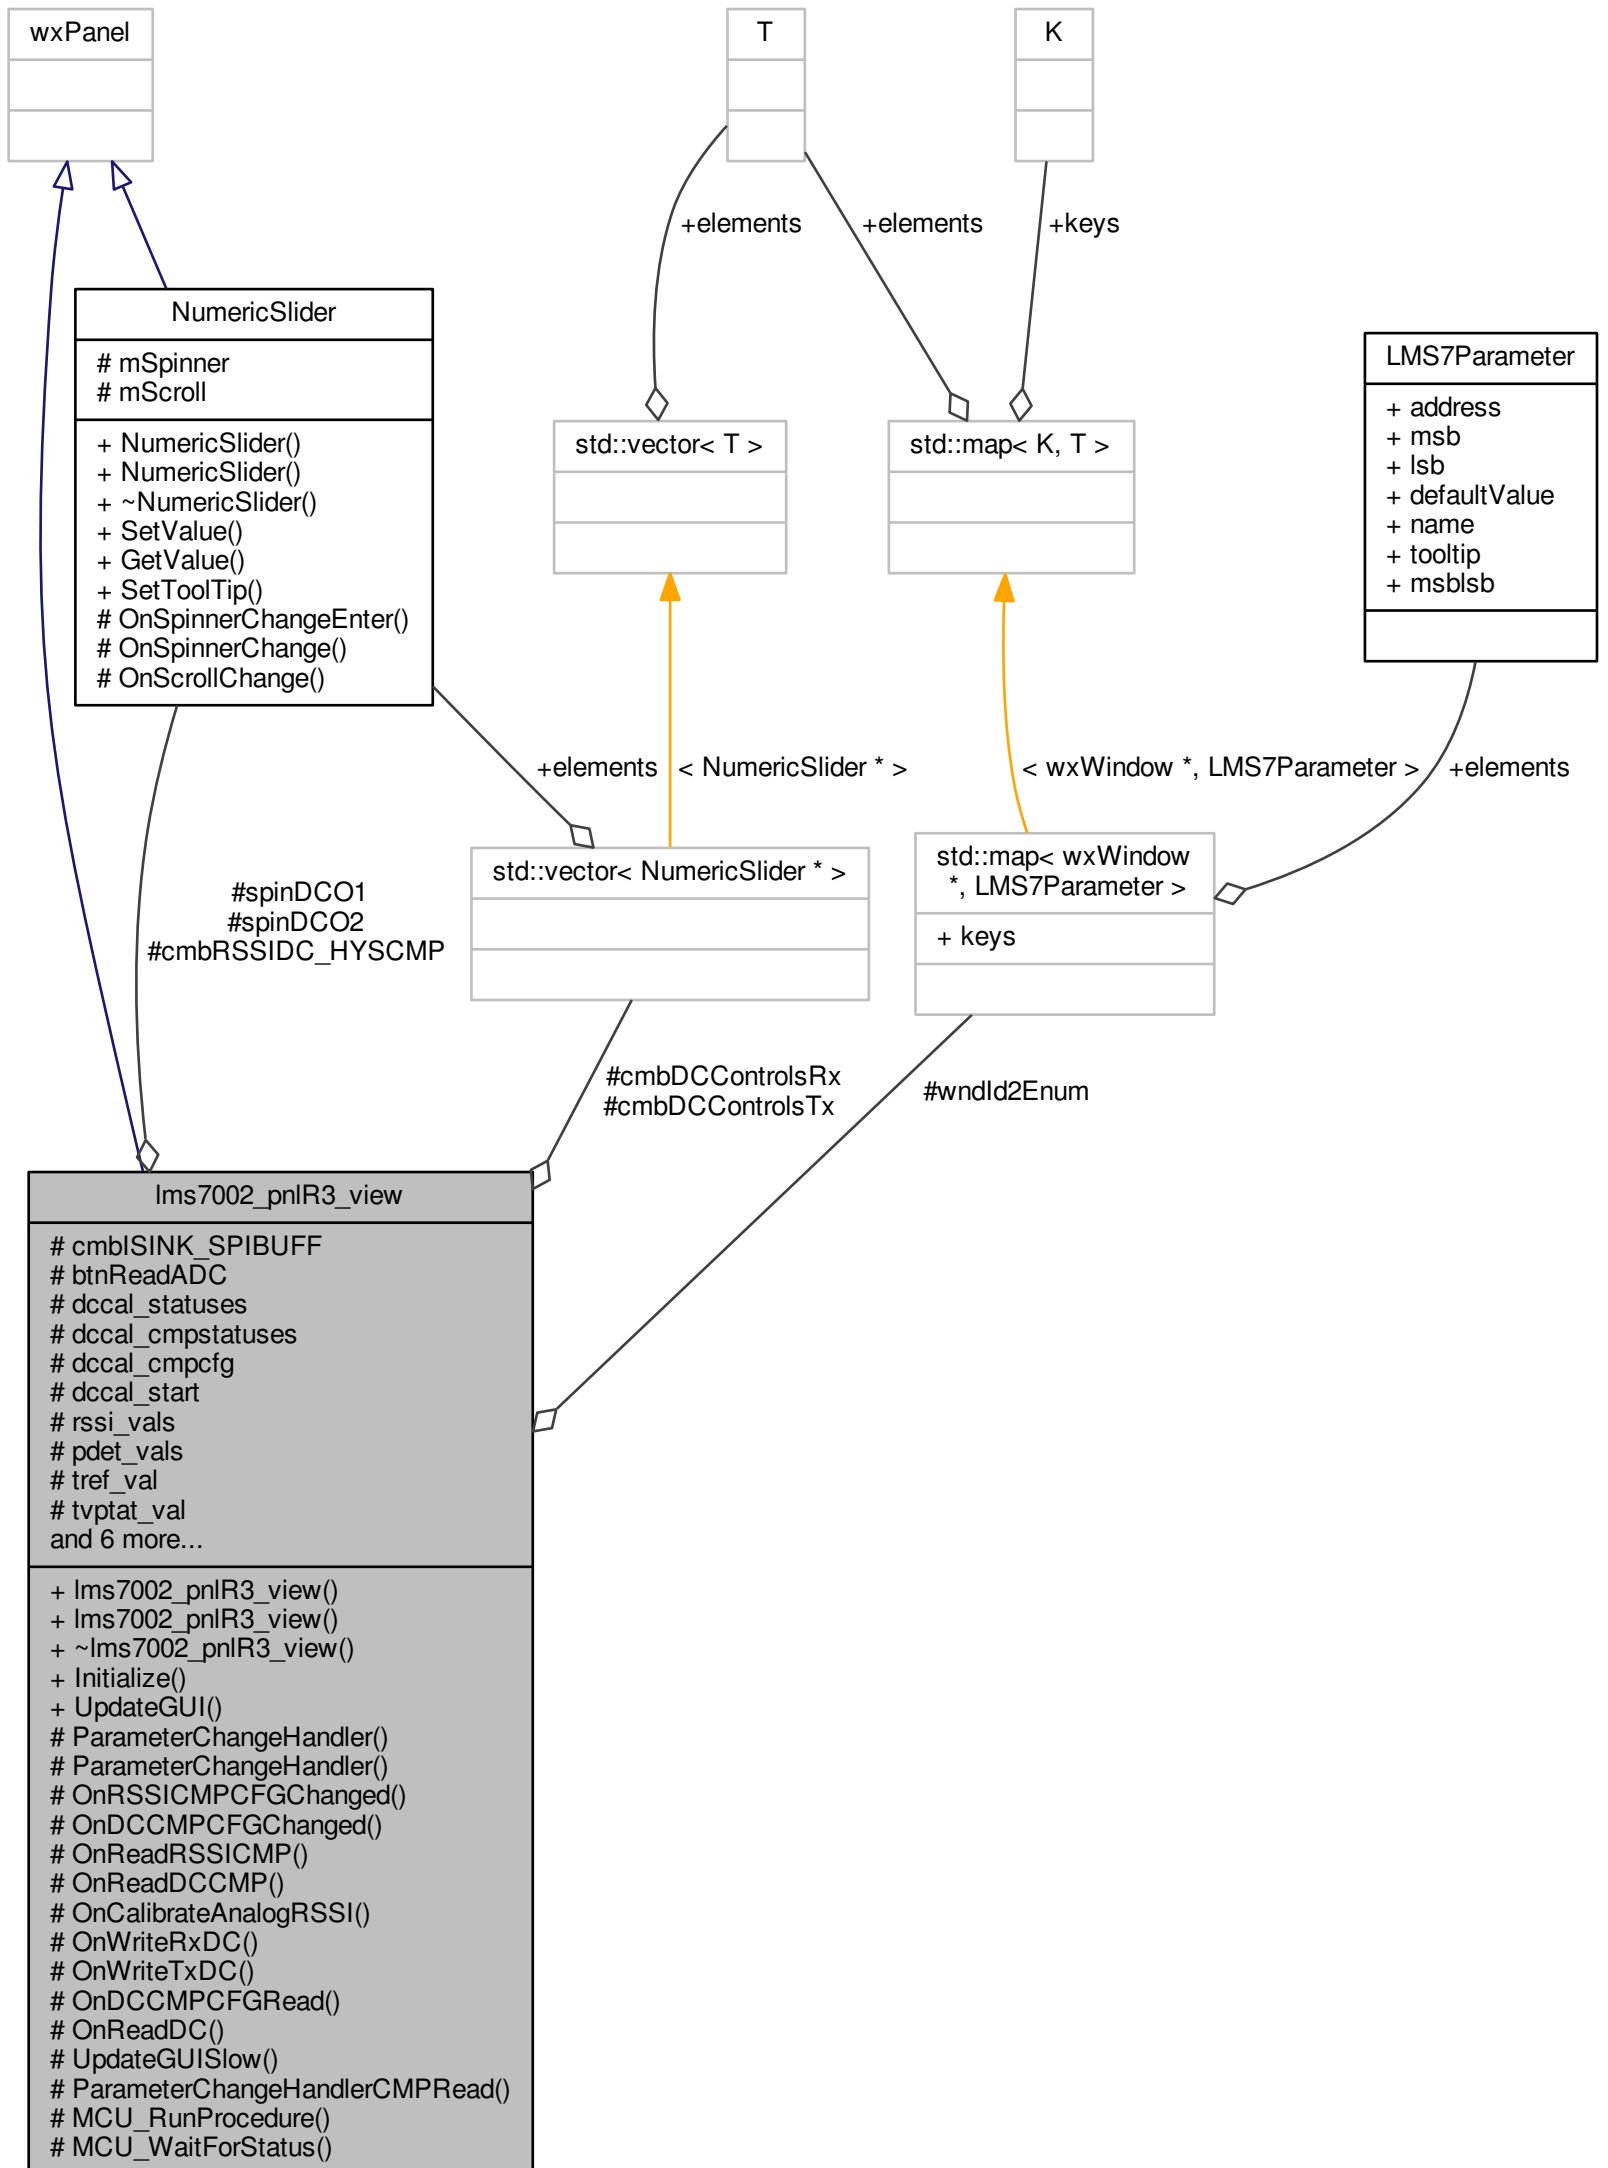 wxPanel
T
K
+elements
+elements
+keys
NumericSlider
# mSpinner
# mScroll
+ NumericSlider()
+ NumericSlider()
+ ~NumericSlider()
+ SetValue()
+ GetValue()
+ SetToolTip()
# OnSpinnerChangeEnter()
# OnSpinnerChange()
# OnScrollChange()
std::vector< T >
std::map< K, T >
LMS7Parameter
+ address
+ msb
+ lsb
+ defaultValue
+ name
+ tooltip
+ msblsb
+elements
< NumericSlider * >
< wxWindow *, LMS7Parameter >
+elements
#spinDCO1
#spinDCO2
#cmbRSSIDC_HYSCMP
std::vector< NumericSlider * >
std::map< wxWindow
*, LMS7Parameter >
+ keys
#cmbDCControlsRx
#cmbDCControlsTx
#wndId2Enum
lms7002_pnlR3_view
# cmbISINK_SPIBUFF
# btnReadADC
# dccal_statuses
# dccal_cmpstatuses
# dccal_cmpcfg
# dccal_start
# rssi_vals
# pdet_vals
# tref_val
# tvptat_val
and 6 more...
+ lms7002_pnlR3_view()
+ lms7002_pnlR3_view()
+ ~lms7002_pnlR3_view()
+ Initialize()
+ UpdateGUI()
# ParameterChangeHandler()
# ParameterChangeHandler()
# OnRSSICMPCFGChanged()
# OnDCCMPCFGChanged()
# OnReadRSSICMP()
# OnReadDCCMP()
# OnCalibrateAnalogRSSI()
# OnWriteRxDC()
# OnWriteTxDC()
# OnDCCMPCFGRead()
# OnReadDC()
# UpdateGUISlow()
# ParameterChangeHandlerCMPRead()
# MCU_RunProcedure()
# MCU_WaitForStatus()